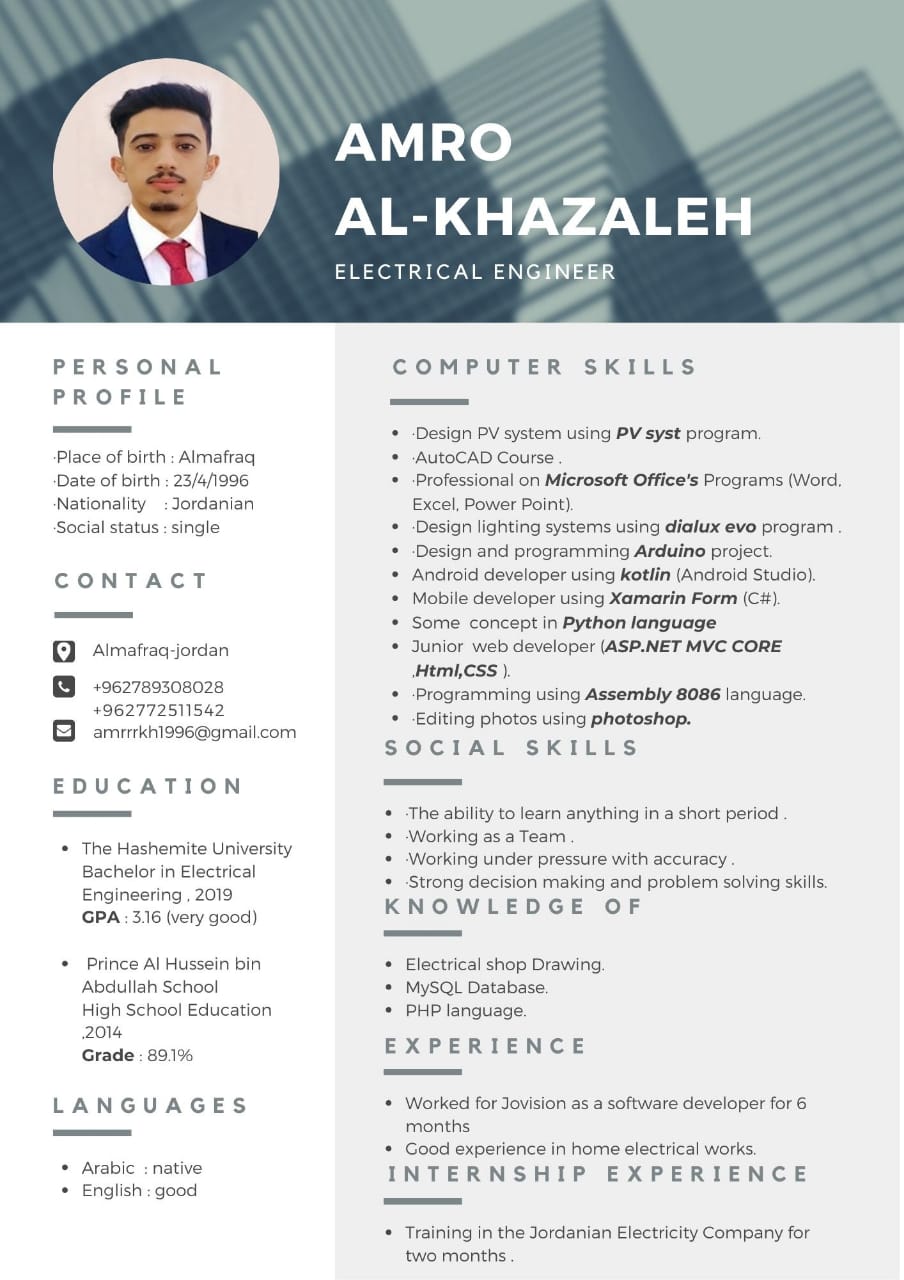 AMRO
AL-KHAZALEH
ELECTRICAL ENGINEER
PERSONAL
PROFILE
·Place of birth : Almafraq
·Date of birth : 23/4/1996
·Nationality : Jordanian
·Social status : single
CONTACT
Almafraq-jordan
+962789308028
+962772511542
amrrrkh1996@gmail.com
EDUCATION
• The Hashemite University
Bachelor in Electrical
Engineering , 2019
GPA : 3.16 (very good)
• Prince Al Hussein bin
Abdullah School
High School Education
,2014
Grade : 89.1%
LANGUAGES
• Arabic : native
• English : good
COMPUTER SKILLS
• ·Design PV system using PV syst program.
• ·AutoCAD Course .
• ·Professional on Microsoft Office's Programs (Word,
Excel, Power Point).
• ·Design lighting systems using dialux evo program .
• ·Design and programming Arduino project.
• Android developer using kotlin (Android Studio).
• Mobile developer using Xamarin Form (C#).
• Some concept in Python language
• Junior web developer (ASP.NET MVC CORE
,Html,CSS ).
• ·Programming using Assembly 8086 language.
• ·Editing photos using photoshop.
SOCIAL SKILLS
• ·The ability to learn anything in a short period .
• ·Working as a Team .
• ·Working under pressure with accuracy .
• ·Strong decision making and problem solving skills.
KNOWLEDGE OF
• Electrical shop Drawing.
• MySQL Database.
• PHP language.
EXPERIENCE
• Worked for Jovision as a software developer for 6
months
• Good experience in home electrical works.
INTERNSHIP EXPERIENCE
• Training in the Jordanian Electricity Company for
two months .